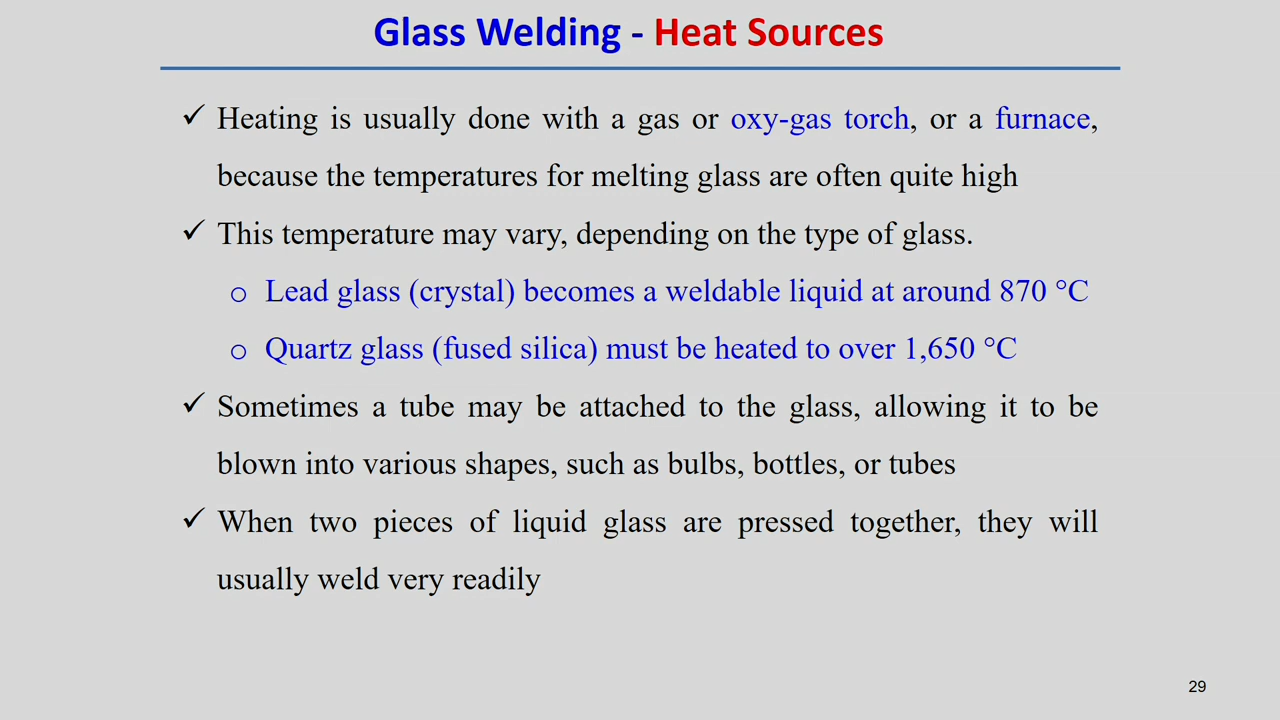 Glass Welding - Heat Sources
✓ Heating is usually done with a gas or oxy-gas torch, or a furnace,
because the temperatures for melting glass are often quite high
✓ This temperature may vary, depending on the type of glass.
o Lead glass (crystal) becomes a weldable liquid at around 870 °C
o Quartz glass (fused silica) must be heated to over 1,650 °C
✓ Sometimes a tube may be attached to the glass, allowing it to be
blown into various shapes, such as bulbs, bottles, or tubes
✓ When two pieces of liquid glass are pressed together, they will
usually weld very readily
29